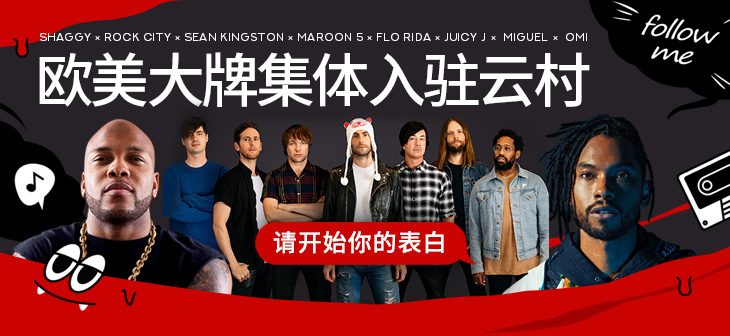 SHAGGY × ROCK CITY × SEAN KINGSTON × MAROON 5 × FLO RIDA × JUICY J × MIGUEL × OMI
欧美大牌集体入驻云村
follow
me
请开始你的表白